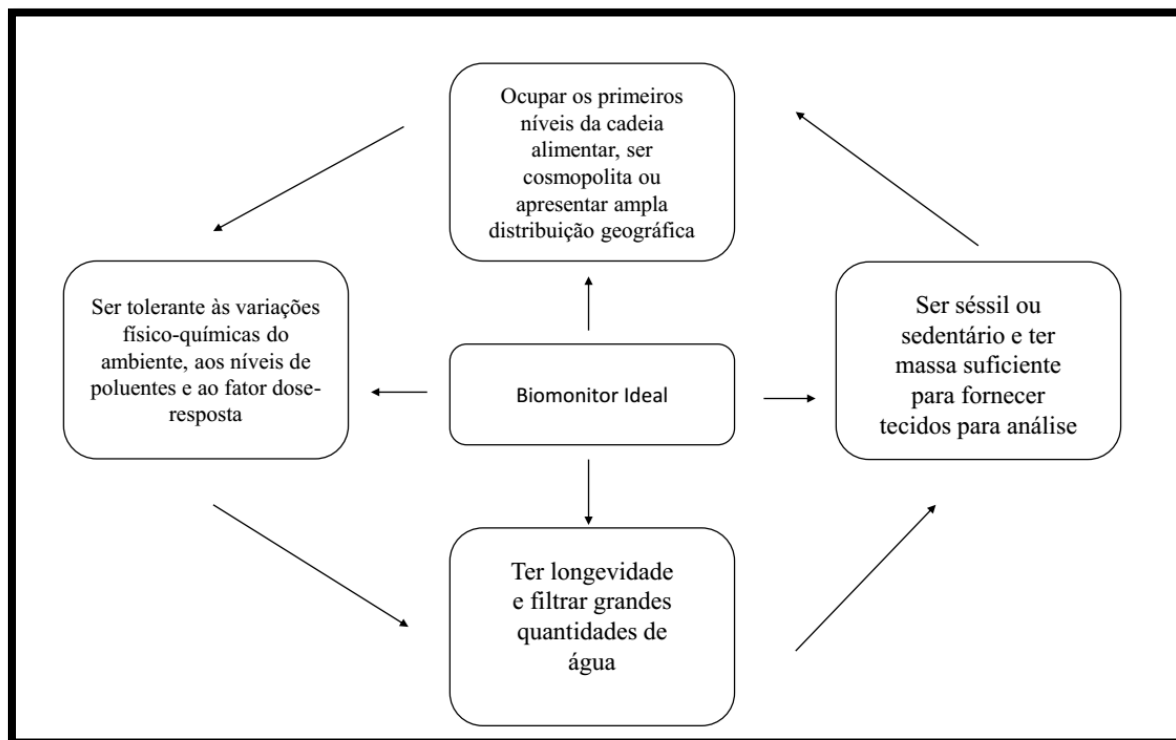 Ocupar os primeiros
níveis da cadeia
alimentar, ser
cosmopolita ou
apresentar ampla
distribuição geográfica
Ser tolerante às variações
físico-químicas do
ambiente, aos níveis de
poluentes e ao fator dose-
resposta
Biomonitor Ideal
Ser séssil ou
sedentário e ter
massa suficiente
para fornecer
tecidos para análise
Ter longevidade
e filtrar grandes
quantidades de
água